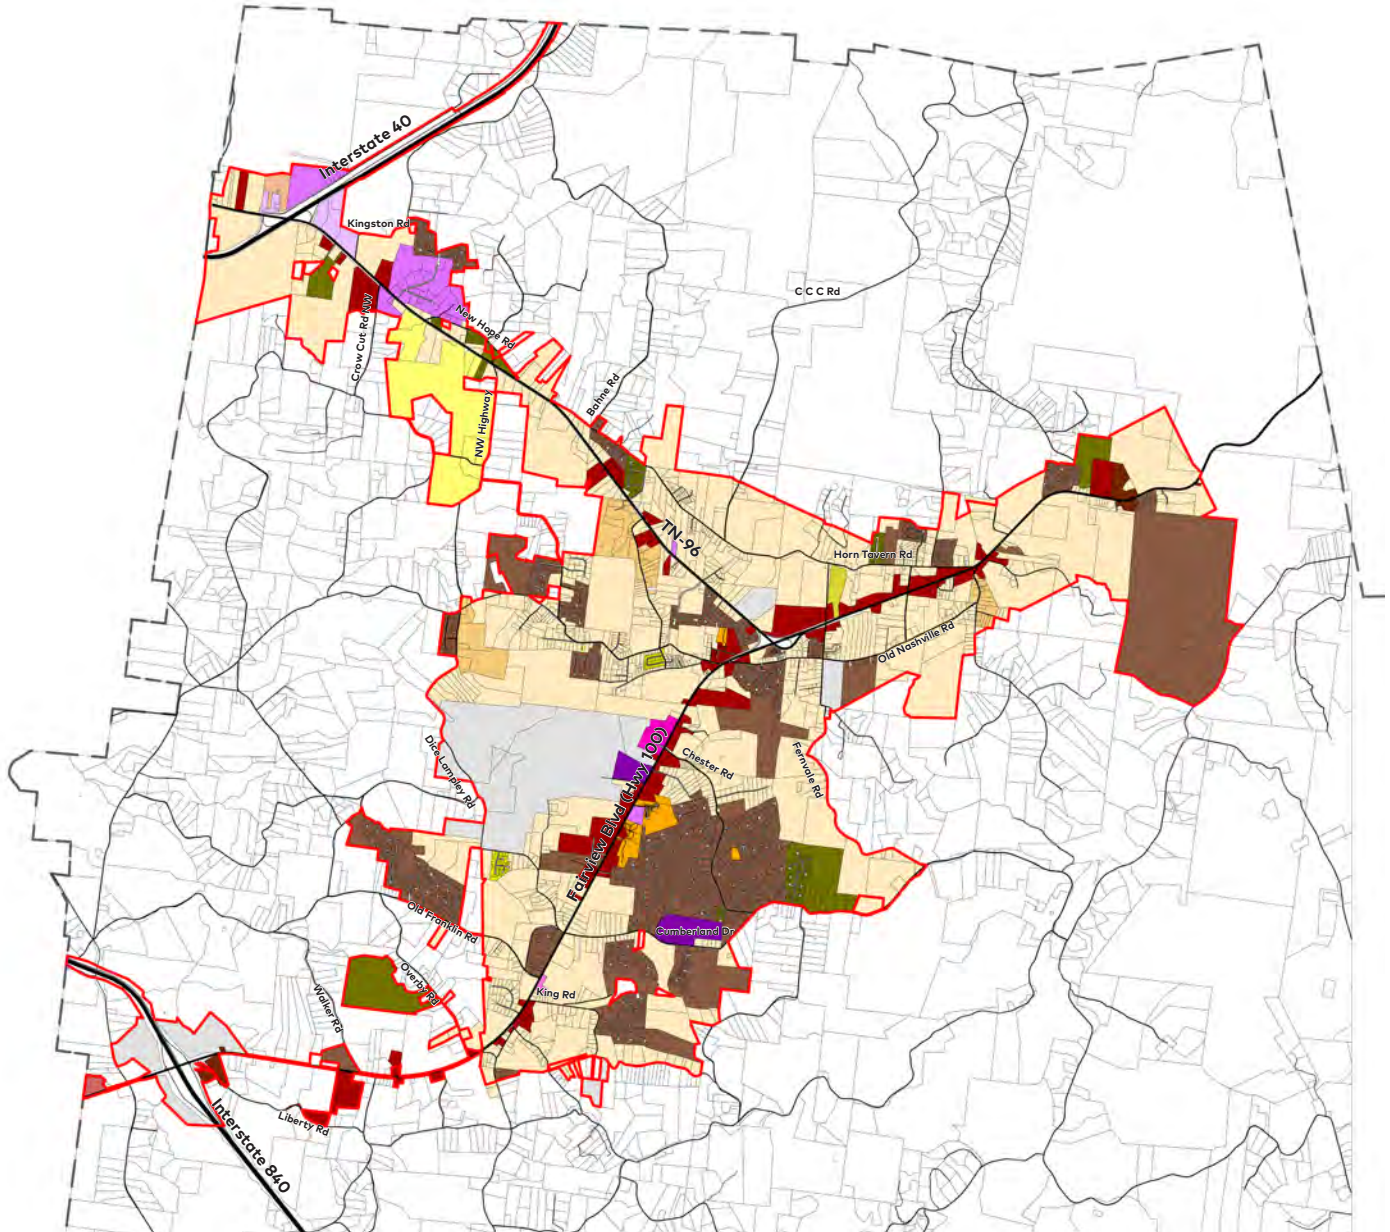 Interstate 40
Kingston Rd
C C C Rd
Crow Cut Rd NW
New Hope Rd
Bahne Rd
NW Highway
TN-96
Horn Tavern Rd
Old Nashville Rd
Dice Lampley Rd
Fairview Blvd (Hwy 100)
Chester Rd
Fernvale Rd
Old Franklin Rd
Cumberland Dr
Overby Rd
Walker Rd
King Rd
Liberty Rd
Interstate 840